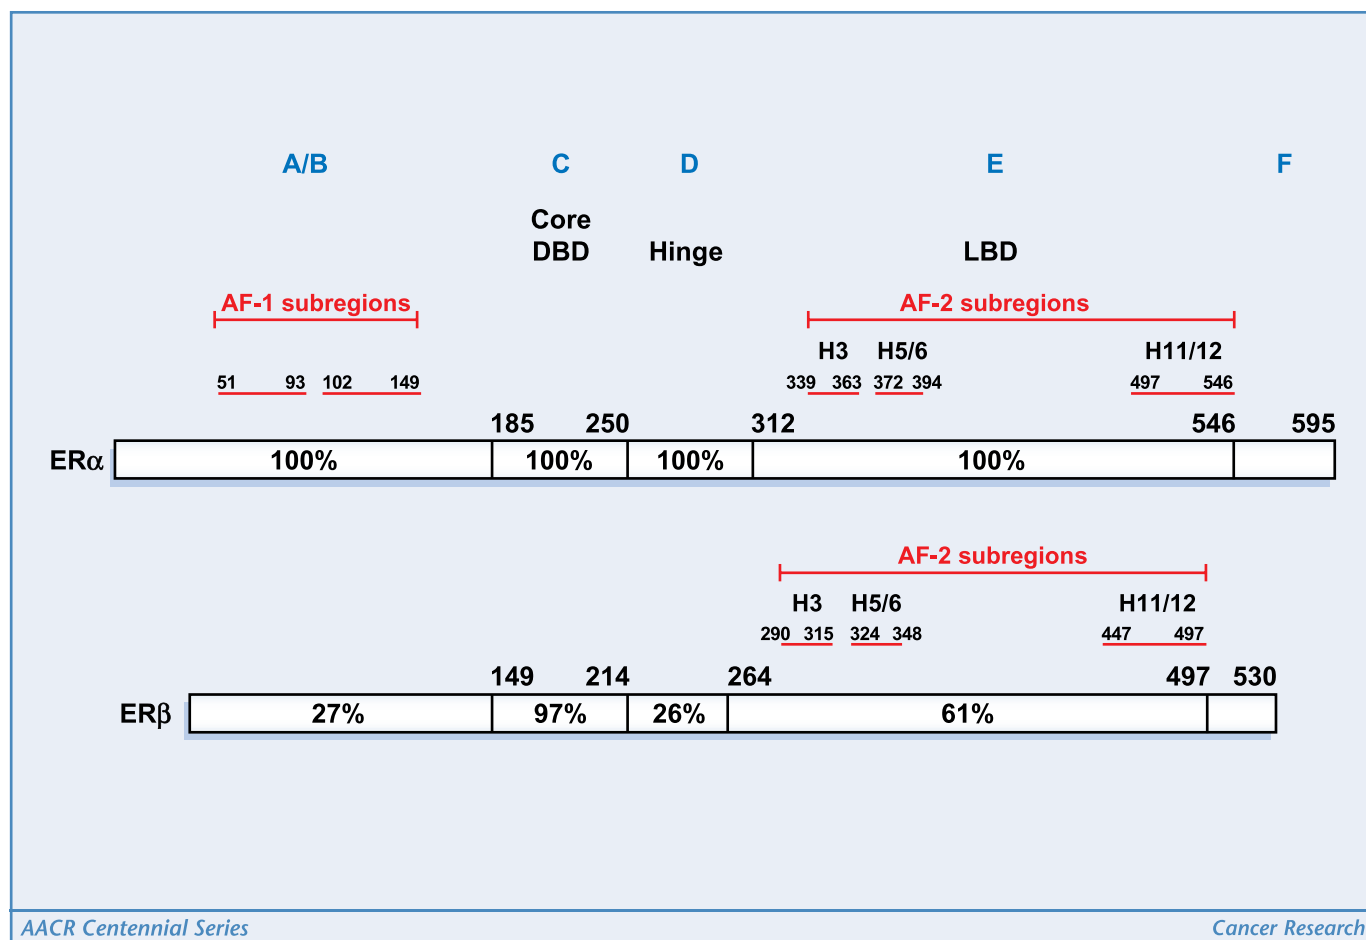 A/B C D E F
Core
DBD Hinge LBD
AF-1 subregions AF-2 subregions
H3 H5/6 H11/12
51 93 102 149 339 363 372 394 497 546
185 250 312 546 595
ERα 100% 100% 100% 100%
AF-2 subregions
H3 H5/6 H11/12
290 315 324 348 447 497
149 214 264 497 530
ERβ 27% 97% 26% 61%
AACR Centennial Series Cancer Research